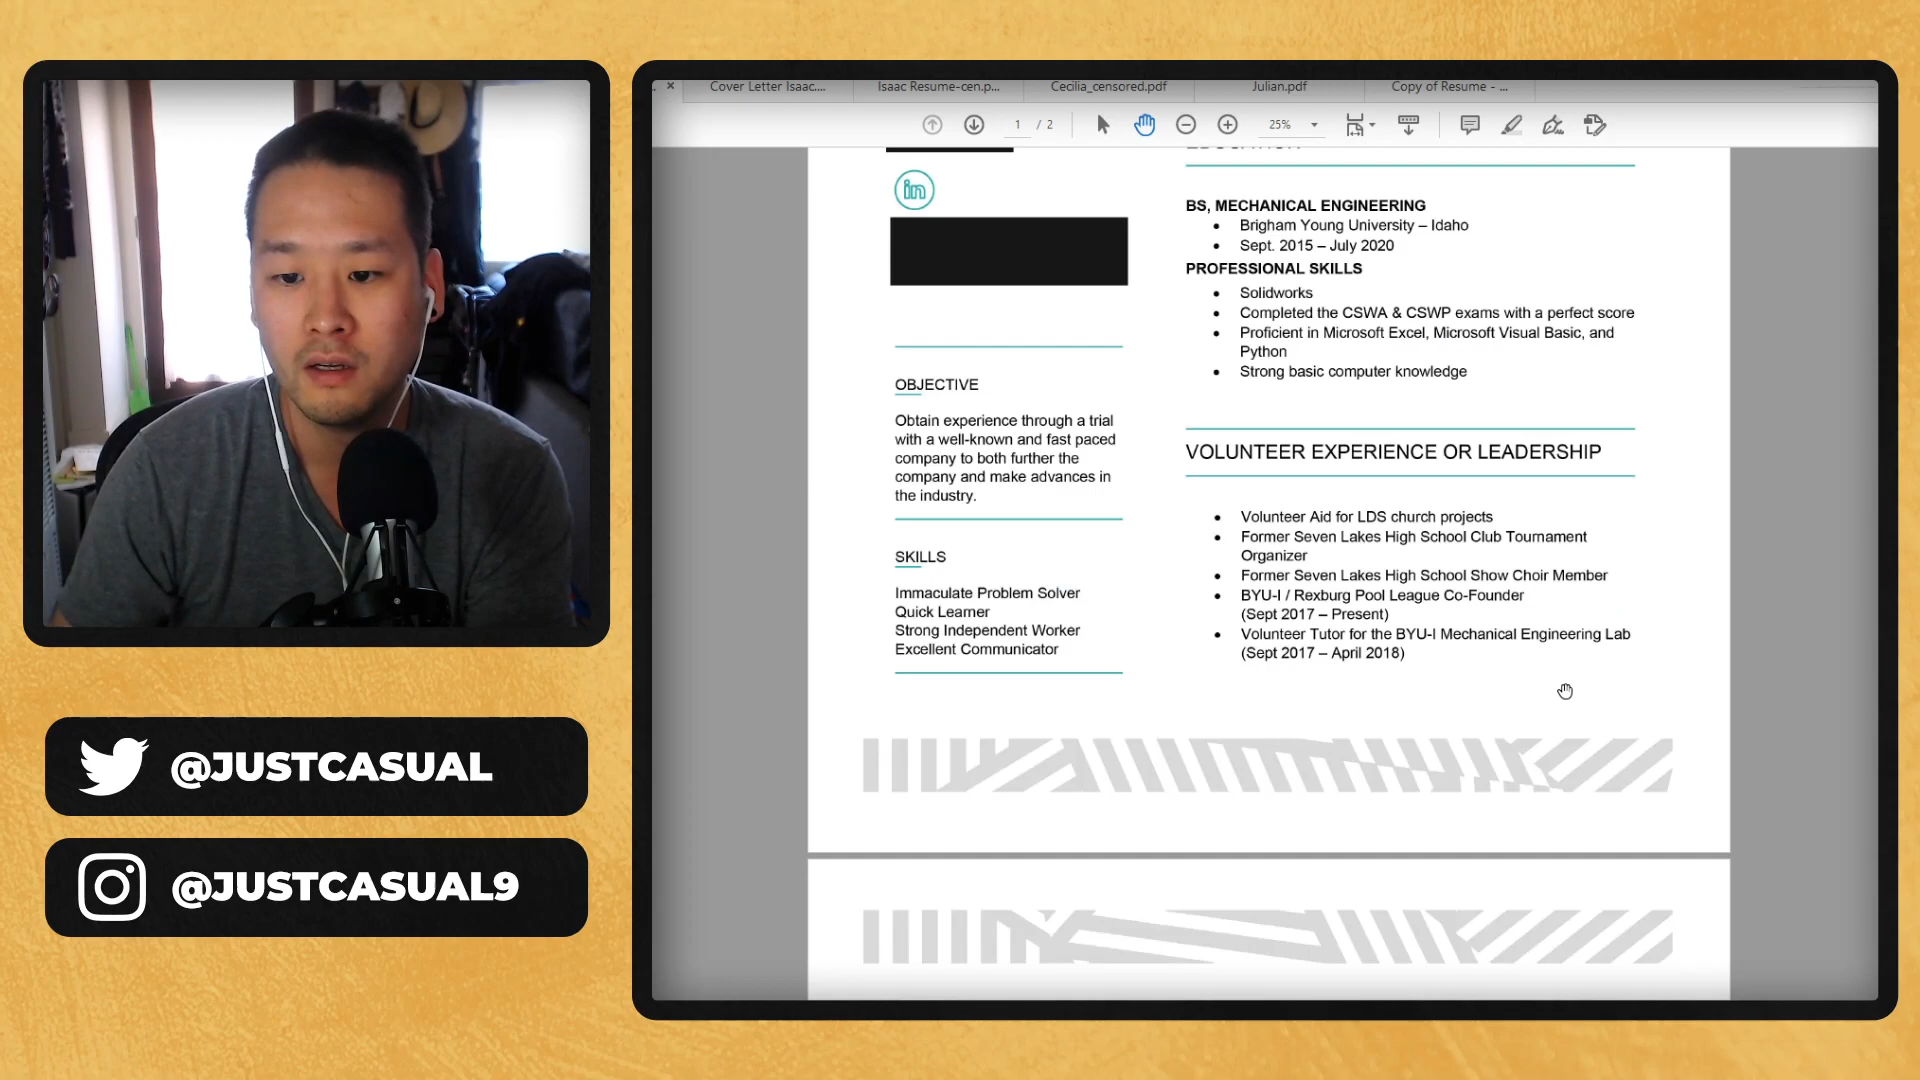 @JUSTCASUAL
@JUSTCASUAL9
Cover Letter Isaac....
Isaac Resume-cen.p...
Cecilia_censored.pdf
Julian.pdf
Copy of Resume - ...
1 / 2
25%
in
OBJECTIVE
Obtain experience through a trial
with a well-known and fast paced
company to both further the
company and make advances in
the industry.
SKILLS
Immaculate Problem Solver
Quick Learner
Strong Independent Worker
Excellent Communicator
EDUCATION
BS, MECHANICAL ENGINEERING
• Brigham Young University – Idaho
• Sept. 2015 – July 2020
PROFESSIONAL SKILLS
• Solidworks
• Completed the CSWA & CSWP exams with a perfect score
• Proficient in Microsoft Excel, Microsoft Visual Basic, and
Python
• Strong basic computer knowledge
VOLUNTEER EXPERIENCE OR LEADERSHIP
• Volunteer Aid for LDS church projects
• Former Seven Lakes High School Club Tournament
Organizer
• Former Seven Lakes High School Show Choir Member
• BYU-I / Rexburg Pool League Co-Founder
(Sept 2017 – Present)
• Volunteer Tutor for the BYU-I Mechanical Engineering Lab
(Sept 2017 – April 2018)